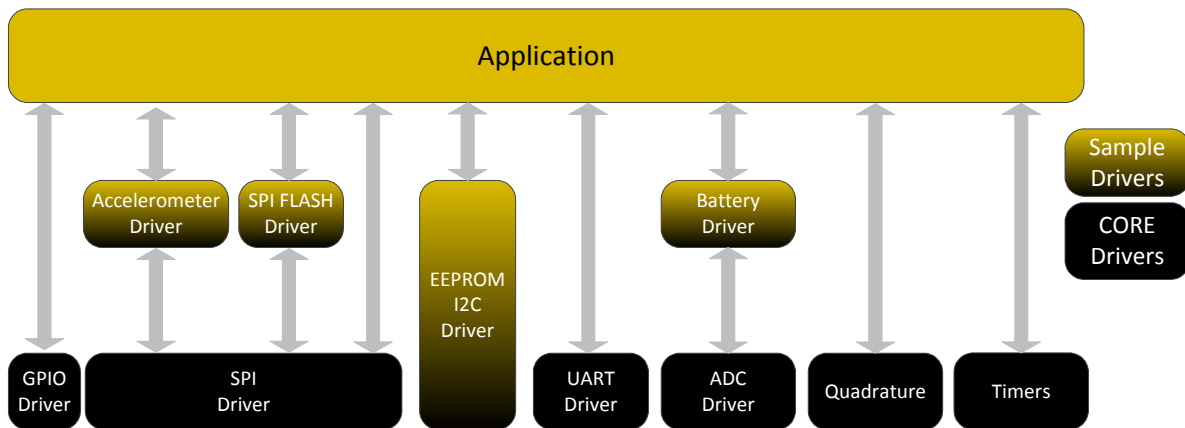 Application
Sample
Drivers
Accelerometer
Driver
SPI FLASH
Driver
Battery
Driver
CORE
Drivers
EEPROM
I2C
Driver
GPIO
Driver
SPI
Driver
UART
Driver
ADC
Driver
Quadrature
Timers